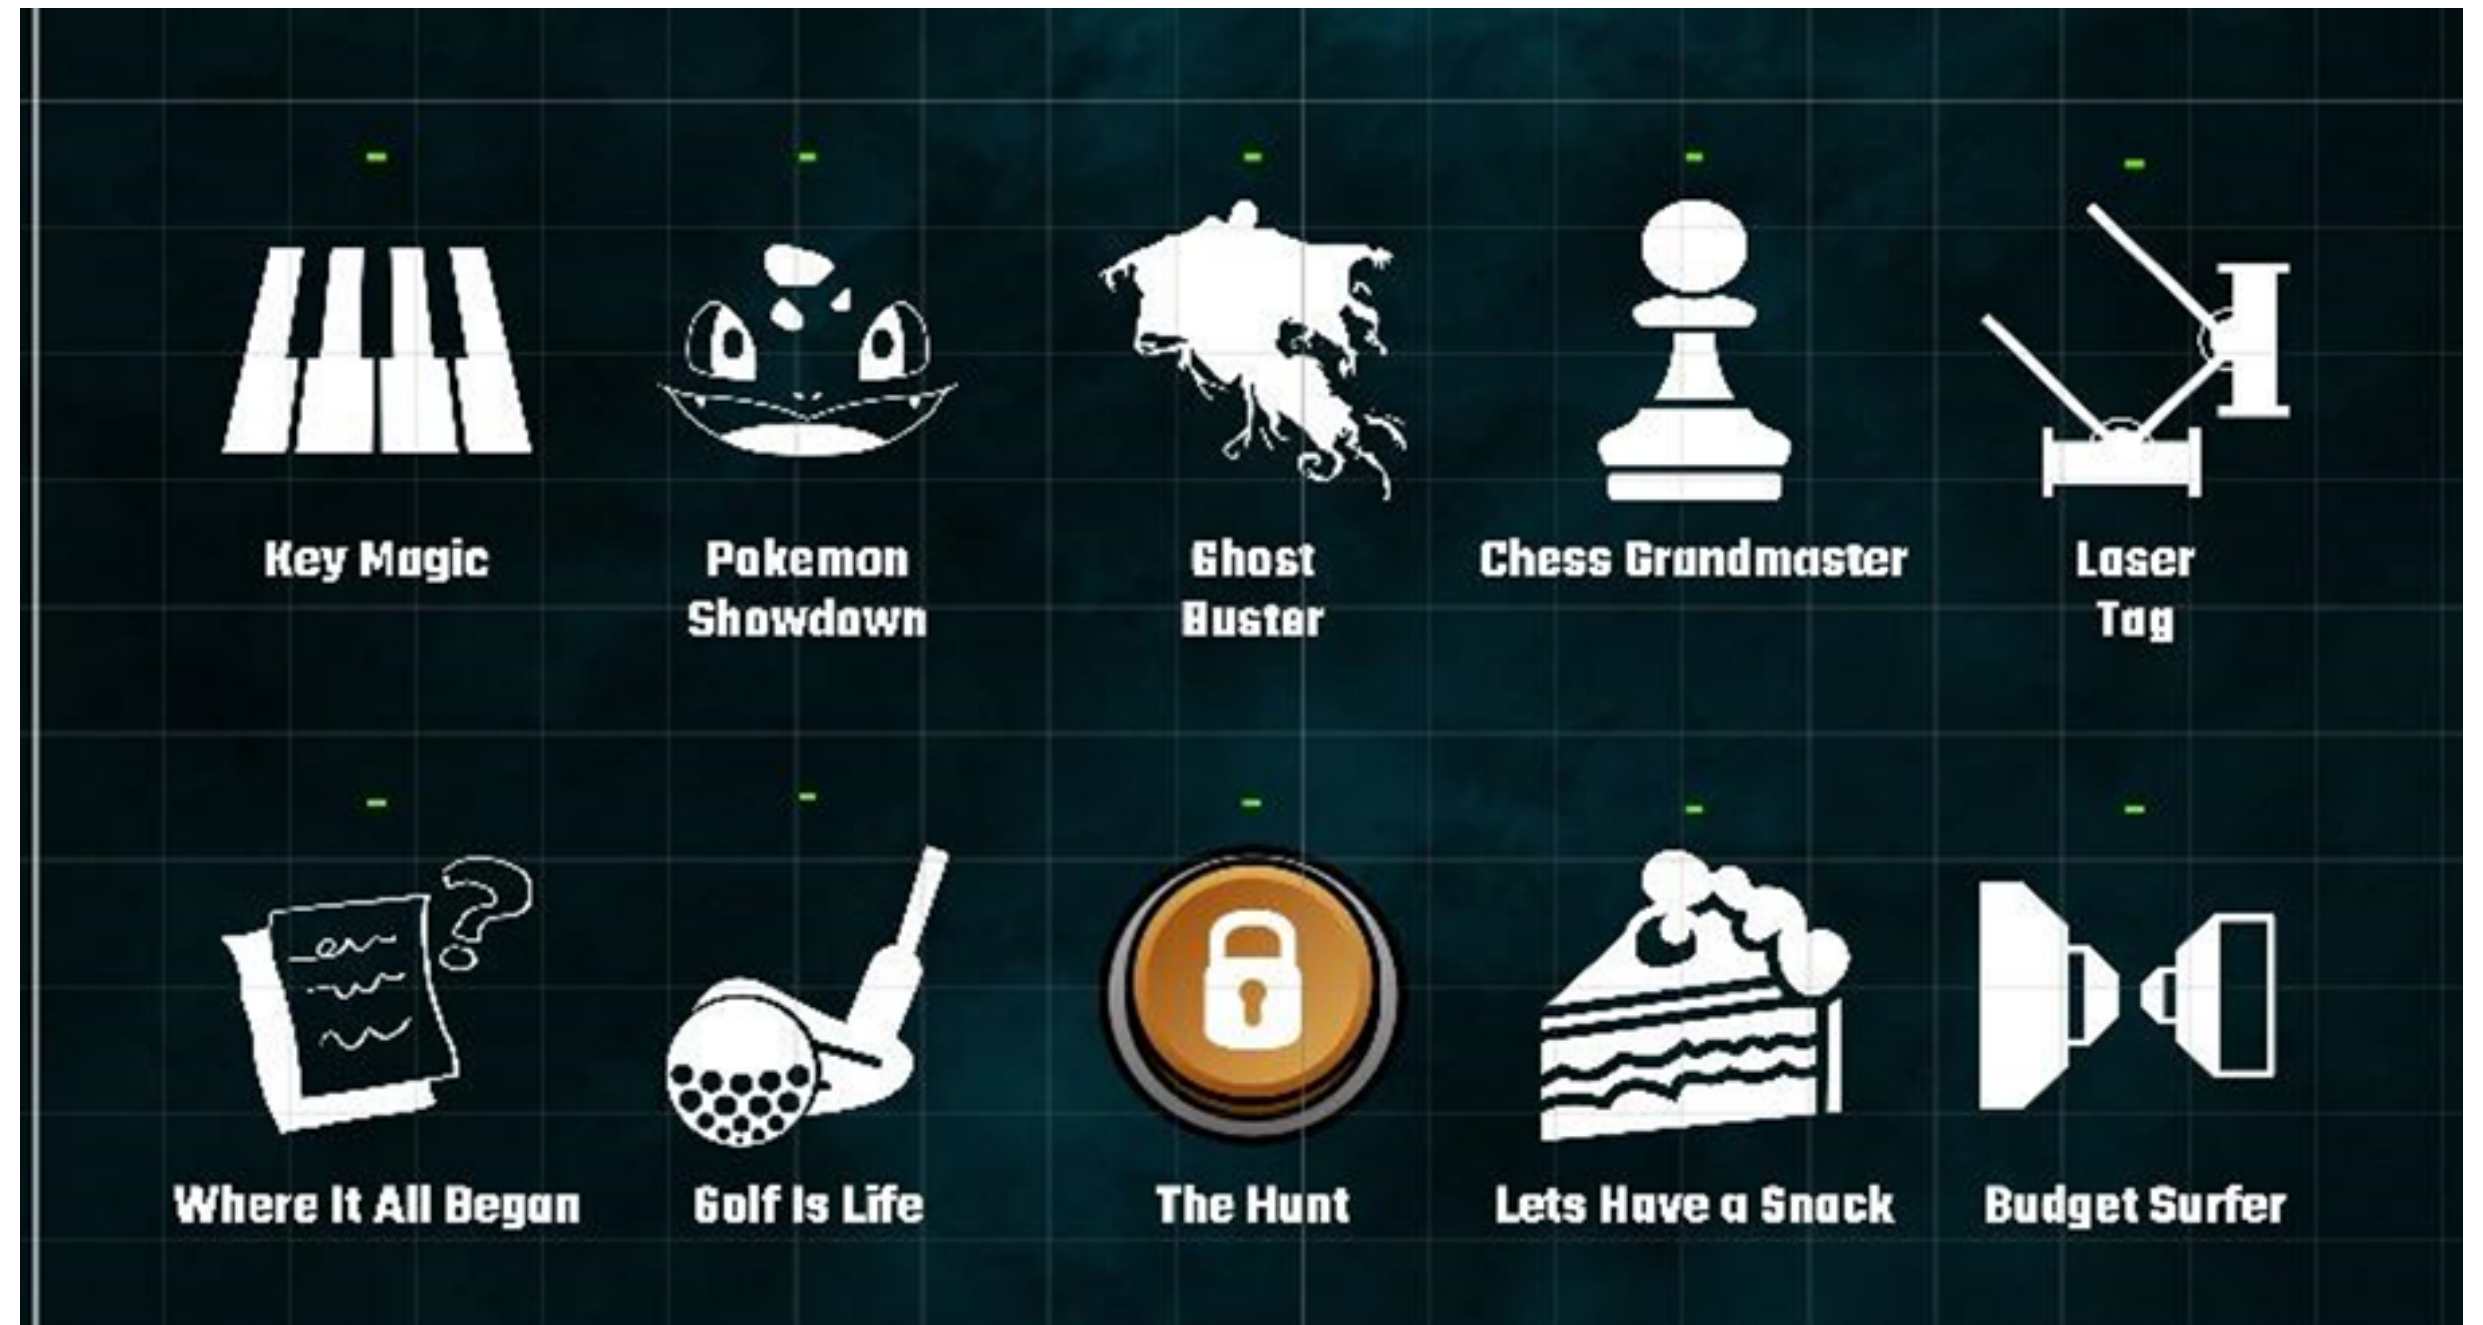 Key Magic
Pokemon
Showdown
Ghost
Buster
Chess Grandmaster
Laser
Tag
Where It All Began
Golf Is Life
The Hunt
Lets Have a Snack
Budget Surfer